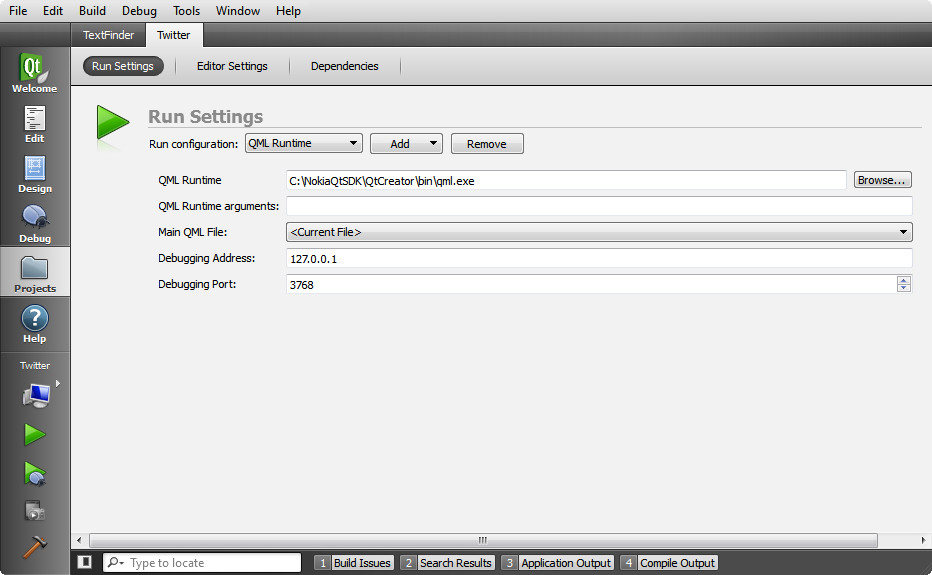 File Edit Build Debug Tools Window Help
TextFinder Twitter
Run Settings Editor Settings Dependencies
Qt
Welcome
Edit
Design
Debug
Projects
Help
Twitter
Run Settings
Run configuration: QML Runtime Add Remove
QML Runtime C:\NokiaQtSDK\QtCreator\bin\qml.exe Browse...
QML Runtime arguments:
Main QML File: <Current File>
Debugging Address: 127.0.0.1
Debugging Port: 3768
Type to locate 1 Build Issues 2 Search Results 3 Application Output 4 Compile Output